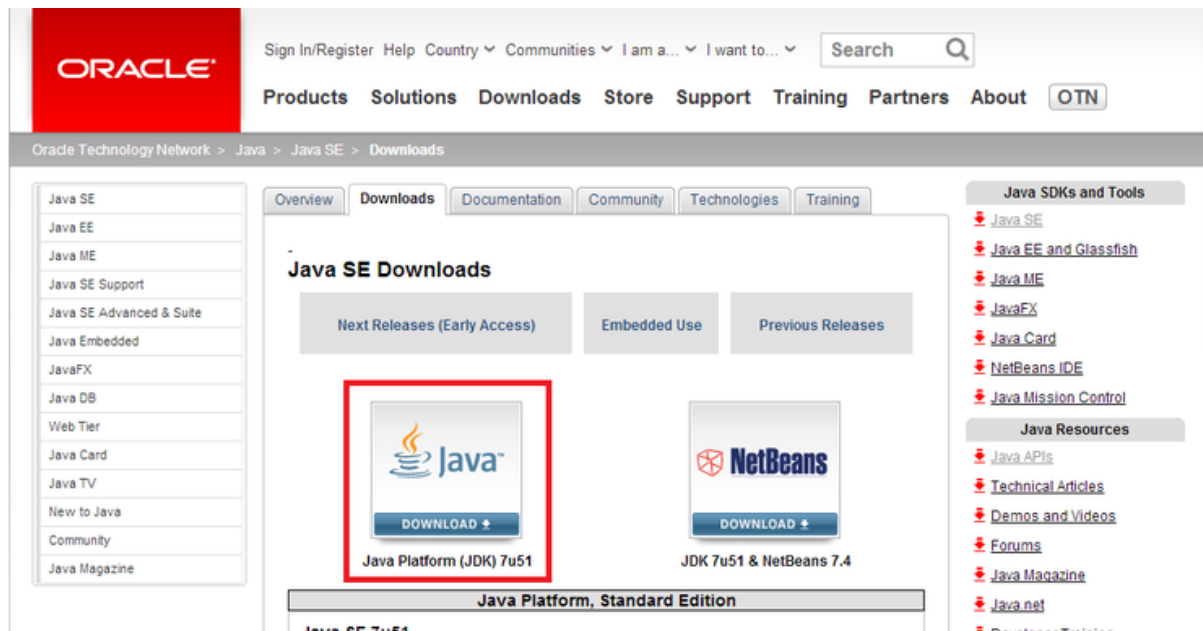 ORACLE
Sign In/Register Help Country Communities I am a... I want to... Search
Products Solutions Downloads Store Support Training Partners About OTN
Oracle Technology Network > Java > Java SE > Downloads
Java SE
Java EE
Java ME
Java SE Support
Java SE Advanced & Suite
Java Embedded
JavaFX
Java DB
Web Tier
Java Card
Java TV
New to Java
Community
Java Magazine
Overview Downloads Documentation Community Technologies Training
Java SE Downloads
Next Releases (Early Access) Embedded Use Previous Releases
Java
DOWNLOAD
Java Platform (JDK) 7u51
NetBeans
DOWNLOAD
JDK 7u51 & NetBeans 7.4
Java Platform, Standard Edition
Java SE 7u51
Java SDKs and Tools
Java SE
Java EE and Glassfish
Java ME
JavaFX
Java Card
NetBeans IDE
Java Mission Control
Java Resources
Java APIs
Technical Articles
Demos and Videos
Forums
Java Magazine
Java.net
Developer Training